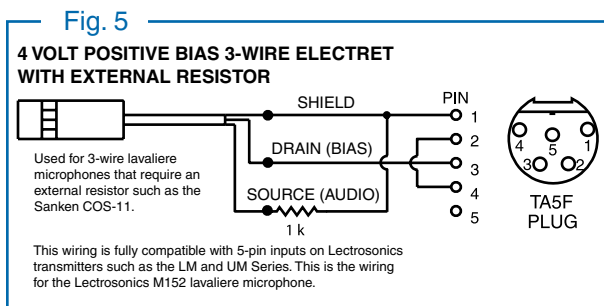 Fig. 5
4 VOLT POSITIVE BIAS 3-WIRE ELECTRET
WITH EXTERNAL RESISTOR
SHIELD
PIN
1
2
DRAIN (BIAS)
3
4
SOURCE (AUDIO)
5
1 k
Used for 3-wire lavaliere
microphones that require an
external resistor such as the
Sanken COS-11.
4
5
1
3
2
TA5F
PLUG
This wiring is fully compatible with 5-pin inputs on Lectrosonics
transmitters such as the LM and UM Series. This is the wiring
for the Lectrosonics M152 lavaliere microphone.